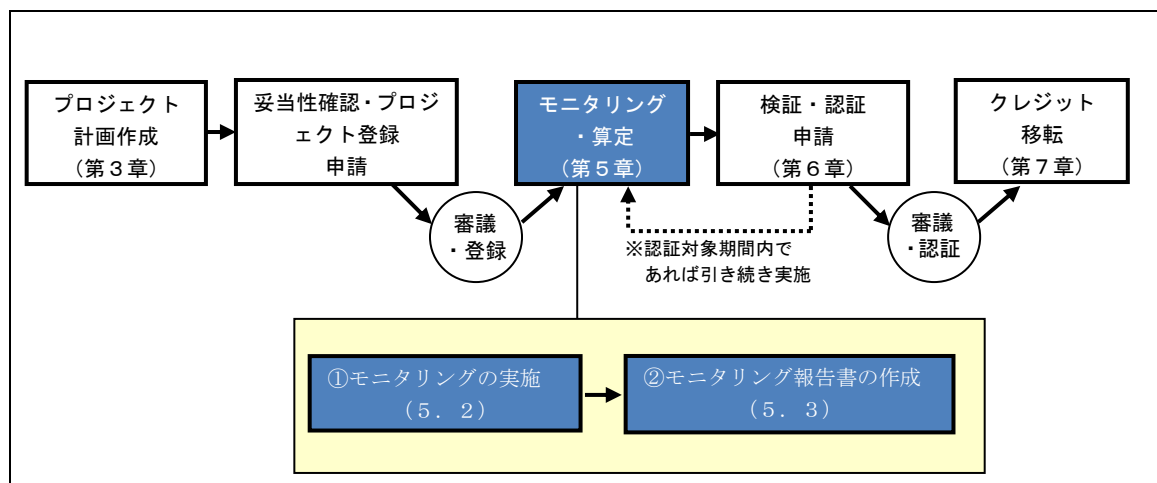 プロジェクト
計画作成
(第３章)
妥当性確認・プロジ
ェクト登録
申請
モニタリング
・算定
(第５章)
検証・認証
申請
(第６章)
クレジット
移転
(第７章)
審議
・登録
※認証対象期間内で
あれば引き続き実施
審議
・認証
①モニタリングの実施
（５．２）
②モニタリング報告書の作成
（５．３）